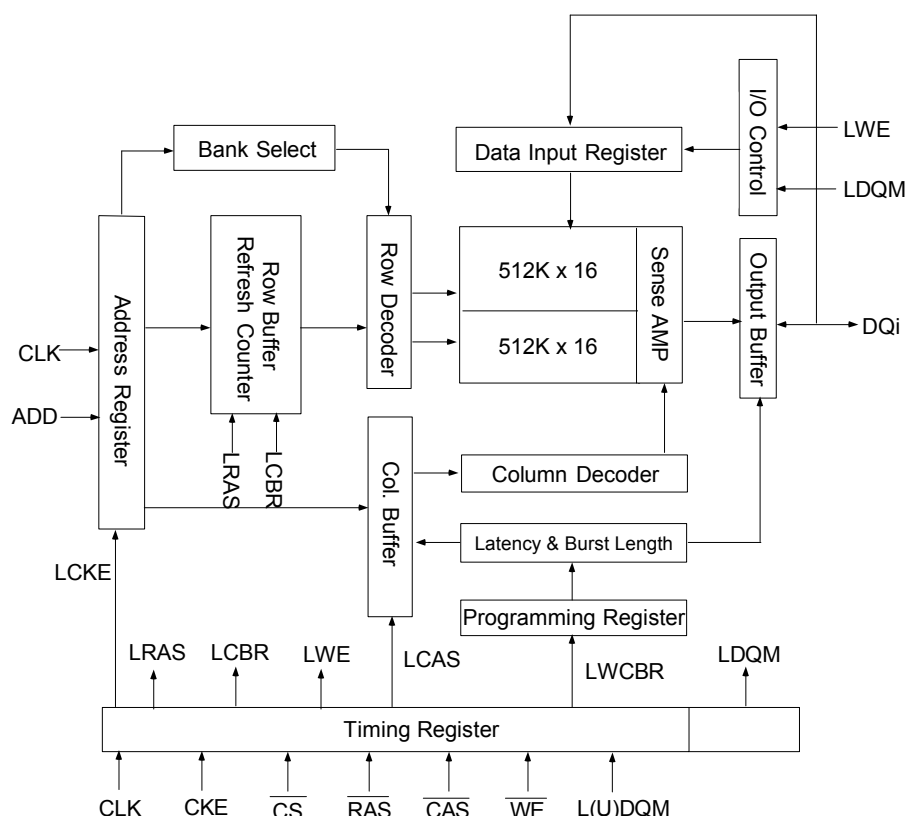 I/O Control
LWE
LDQM
Bank Select
Data Input Register
Address Register
Row Buffer
Refresh Counter
Row Decoder
512K x 16
512K x 16
Sense AMP
Output Buffer
DQi
CLK
ADD
LRAS
LCBR
Col. Buffer
Column Decoder
Latency & Burst Length
Programming Register
LCKE
LRAS
LCBR
LWE
LCAS
LWCBR
LDQM
Timing Register
CLK
CKE
CS
RAS
CAS
WE
L(U)DQM